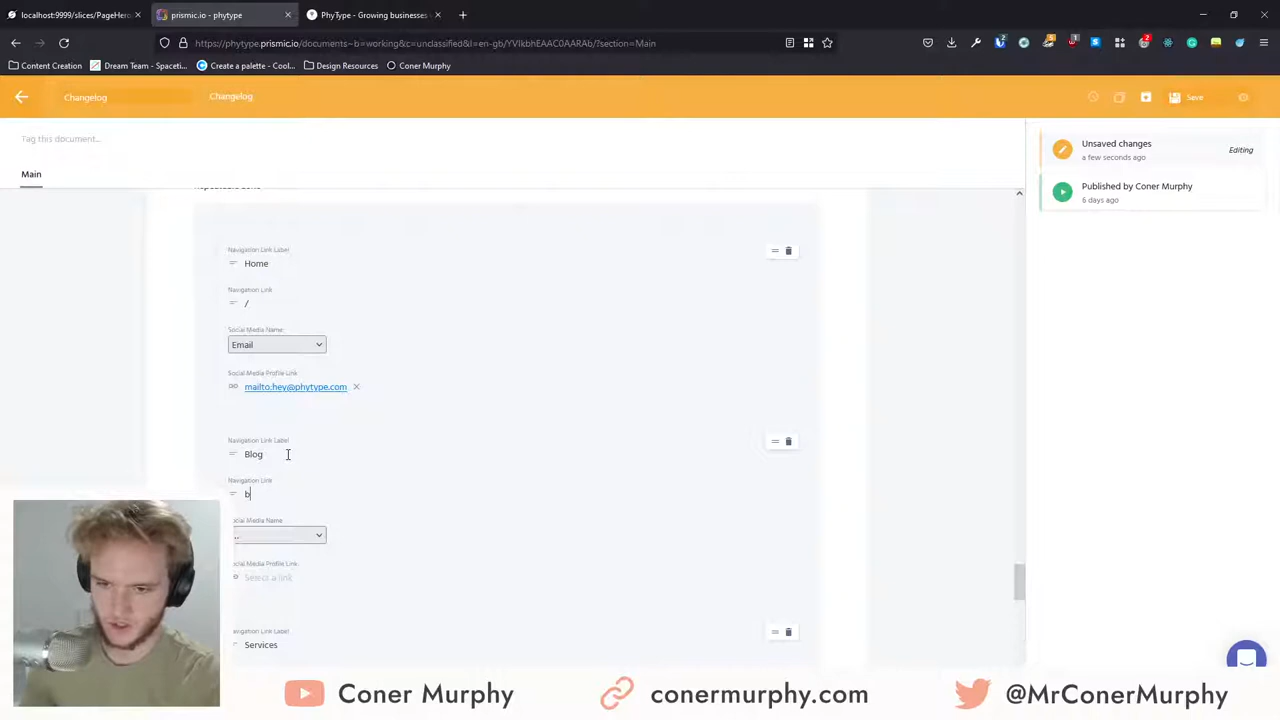 localhost:9999/slices/PageHero
prismic.io - phytype
PhyType - Growing businesses
https://phytype.prismic.io/documents~b=working&c=unclassified&l=en-gb/YVIkbhEAAC0AARAb/?section=Main
Content Creation
Dream Team - Spaceti...
Create a palette - Cool...
Design Resources
Coner Murphy
Changelog
Changelog
Save
Tag this document...
Main
Unsaved changes
a few seconds ago
Editing
Published by Coner Murphy
6 days ago
Navigation Link Label
Home
Navigation Link
/
Social Media Name
Email
Social Media Profile Link
mailto:hey@phytype.com
Navigation Link Label
Blog
Navigation Link
b
Social Media Name
...
Social Media Profile Link
Select a link
Navigation Link Label
Services
Coner Murphy
conermurphy.com
@MrConerMurphy